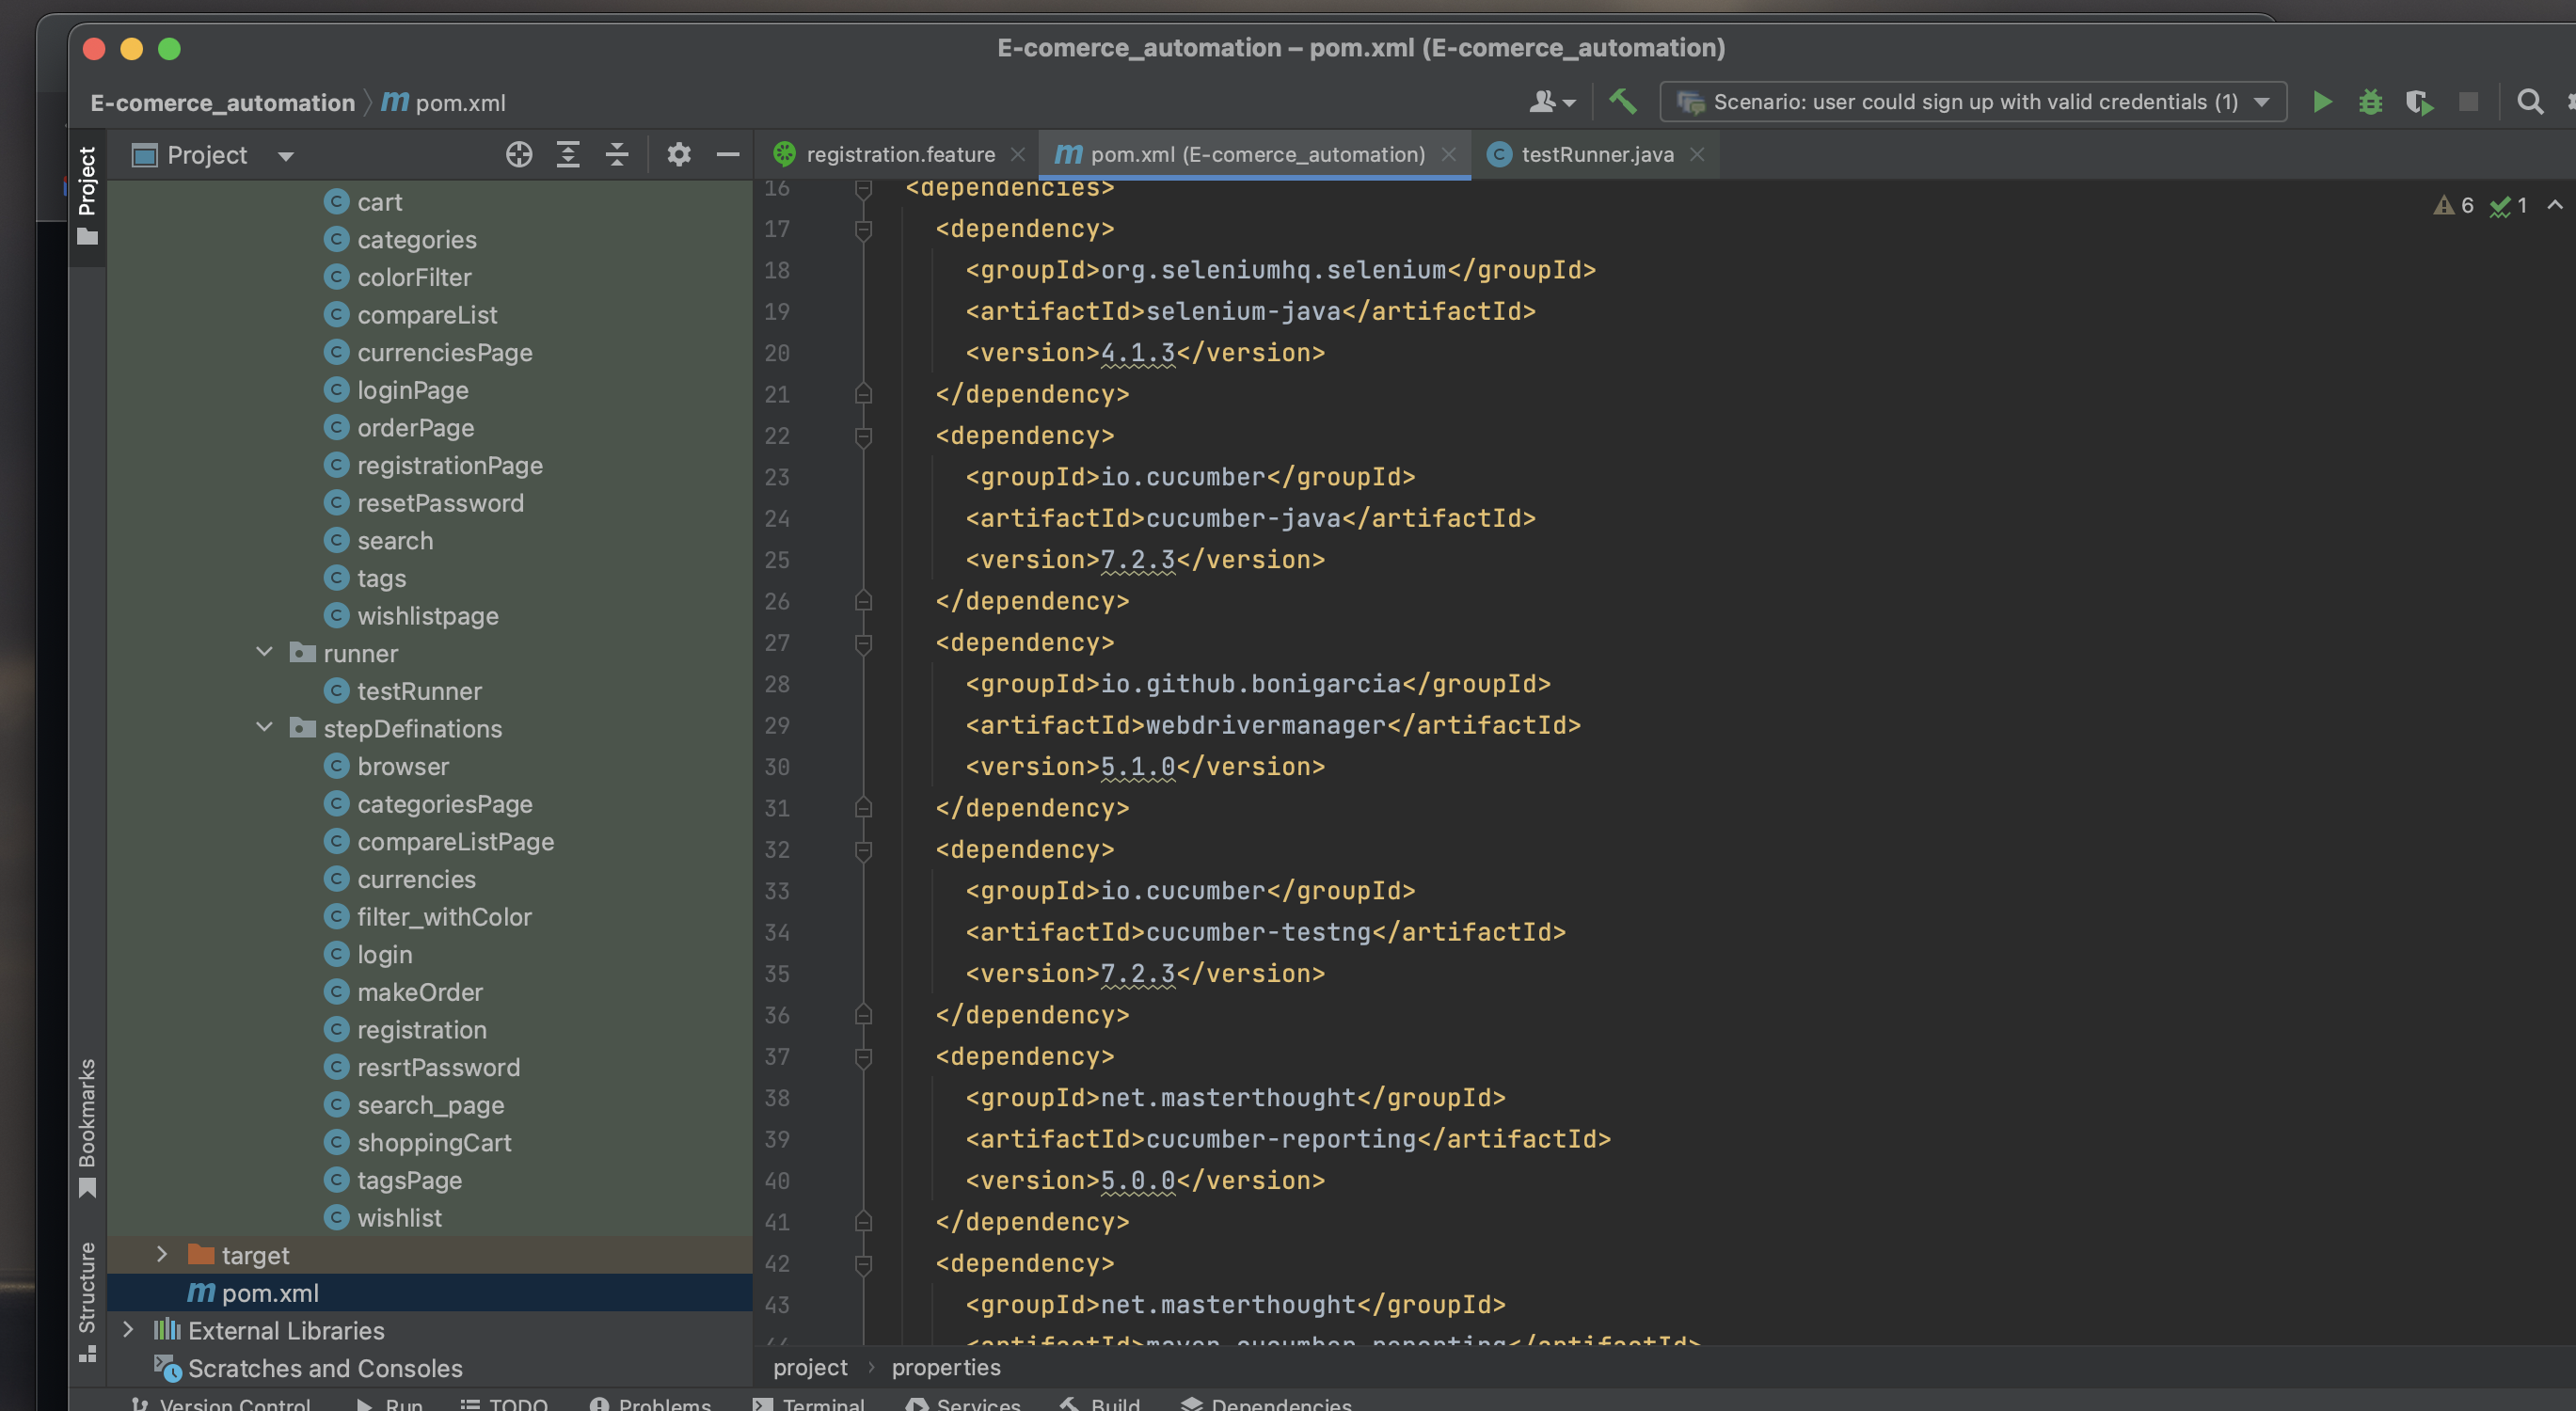 E-comerce_automation – pom.xml (E-comerce_automation)
E-comerce_automation
pom.xml
Scenario: user could sign up with valid credentials (1)
Project
Project
registration.feature
pom.xml (E-comerce_automation)
testRunner.java
6
1
cart
categories
colorFilter
compareList
currenciesPage
loginPage
orderPage
registrationPage
resetPassword
search
tags
wishlistpage
runner
testRunner
stepDefinations
browser
categoriesPage
compareListPage
currencies
filter_withColor
login
makeOrder
registration
resrtPassword
search_page
shoppingCart
tagsPage
wishlist
target
pom.xml
External Libraries
Scratches and Consoles
Bookmarks
Structure
16 <dependencies>
17 <dependency>
18 <groupId>org.seleniumhq.selenium</groupId>
19 <artifactId>selenium-java</artifactId>
20 <version>4.1.3</version>
21 </dependency>
22 <dependency>
23 <groupId>io.cucumber</groupId>
24 <artifactId>cucumber-java</artifactId>
25 <version>7.2.3</version>
26 </dependency>
27 <dependency>
28 <groupId>io.github.bonigarcia</groupId>
29 <artifactId>webdrivermanager</artifactId>
30 <version>5.1.0</version>
31 </dependency>
32 <dependency>
33 <groupId>io.cucumber</groupId>
34 <artifactId>cucumber-testng</artifactId>
35 <version>7.2.3</version>
36 </dependency>
37 <dependency>
38 <groupId>net.masterthought</groupId>
39 <artifactId>cucumber-reporting</artifactId>
40 <version>5.0.0</version>
41 </dependency>
42 <dependency>
43 <groupId>net.masterthought</groupId>
44 <artifactId>maven-cucumber-reporting</artifactId>
project
properties
Version Control
Run
TODO
Problems
Terminal
Services
Build
Dependencies